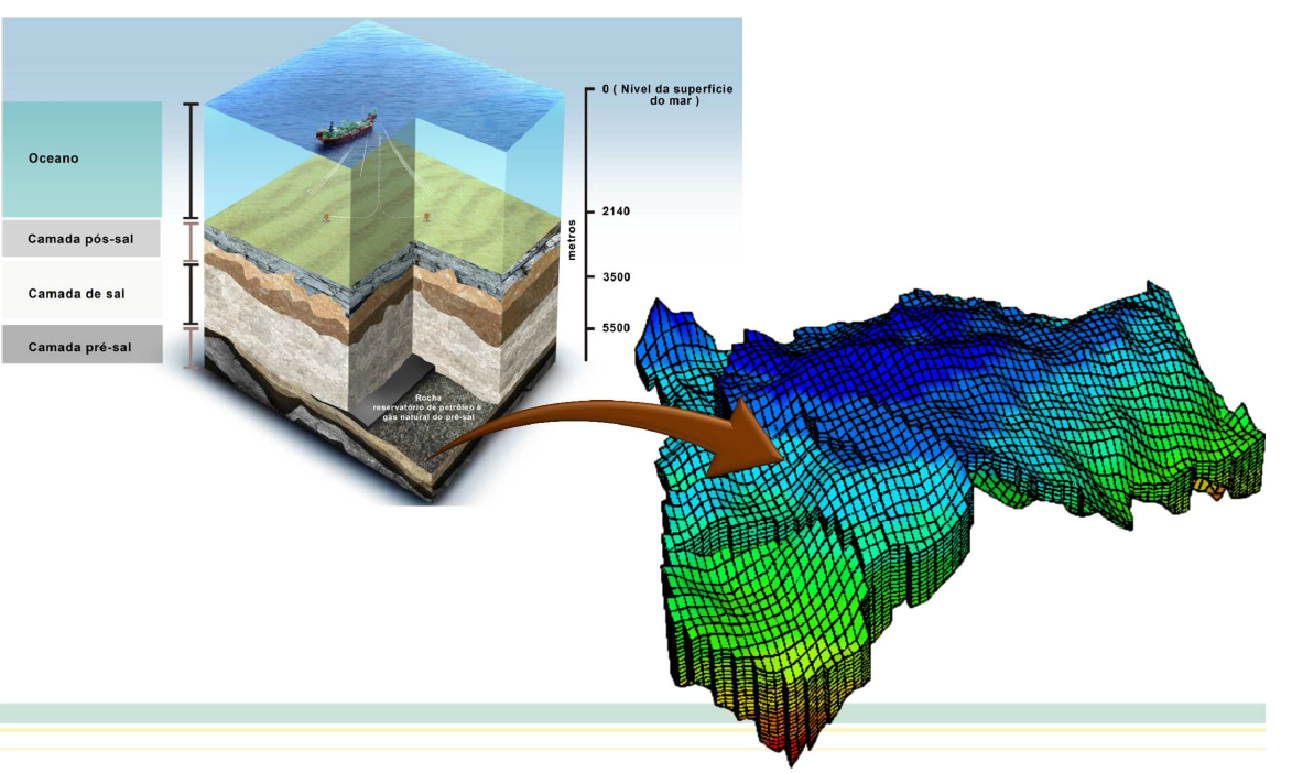 0 ( Nível da superfície
do mar )
Oceano
2140
Camada pós-sal
metros
3500
Camada de sal
5500
Camada pré-sal
Rocha
reservatório de petróleo e
gás natural do pré-sal